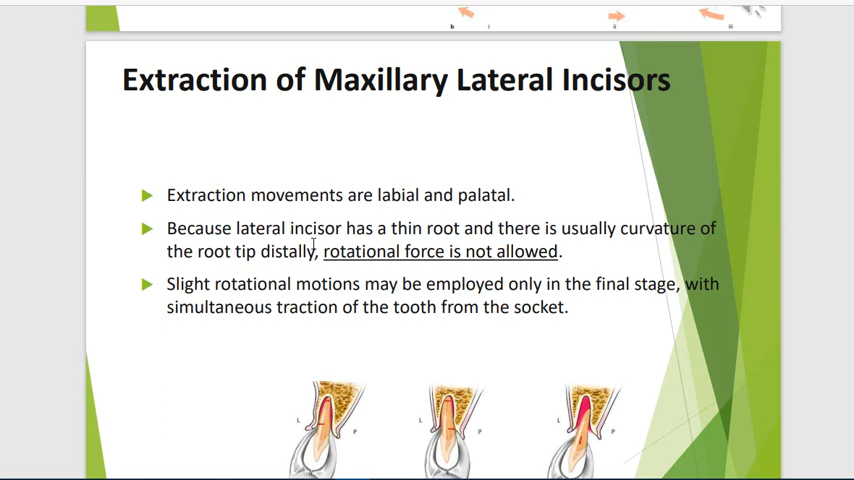 b i ii iii
Extraction of Maxillary Lateral Incisors
Extraction movements are labial and palatal.
Because lateral incisor has a thin root and there is usually curvature of
the root tip distally, rotational force is not allowed.
Slight rotational motions may be employed only in the final stage, with
simultaneous traction of the tooth from the socket.
L P L P L P